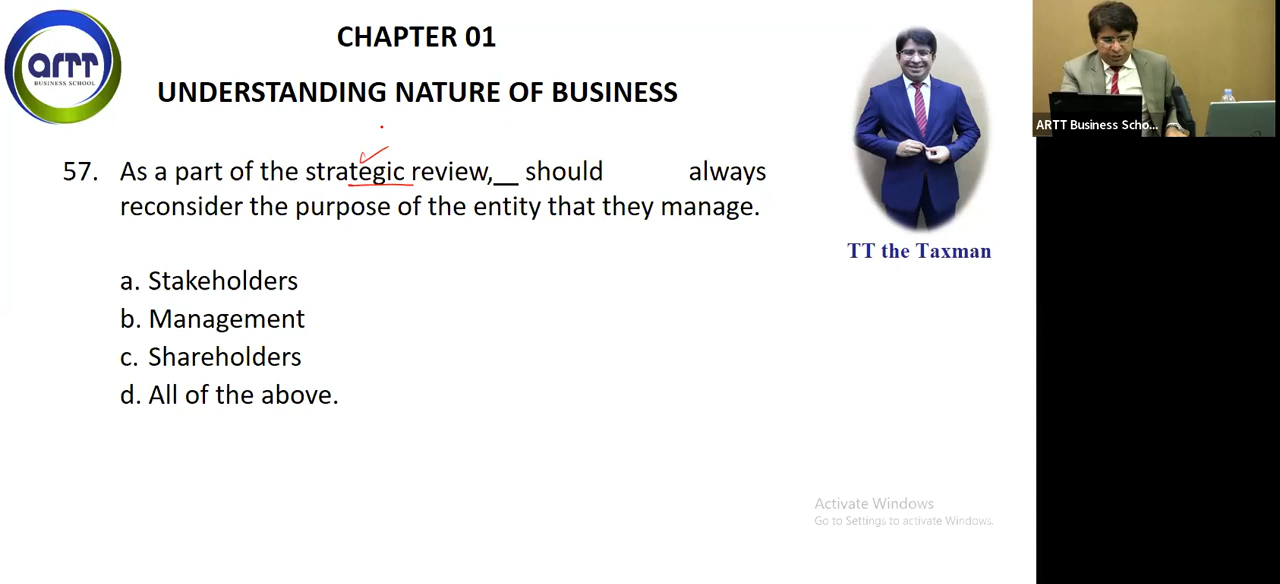 CHAPTER 01
UNDERSTANDING NATURE OF BUSINESS
57. As a part of the strategic review,__ should always
reconsider the purpose of the entity that they manage.
a. Stakeholders
b. Management
c. Shareholders
d. All of the above.
artt
BUSINESS SCHOOL
TT the Taxman
ARTT Business Scho...
Activate Windows
Go to Settings to activate Windows.